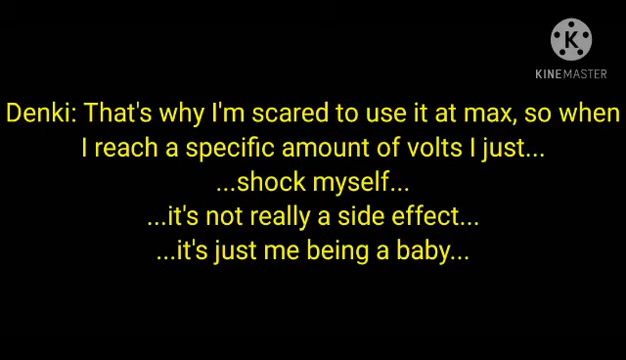 K
KINEMASTER
Denki: That's why I'm scared to use it at max, so when
I reach a specific amount of volts I just...
...shock myself...
...it's not really a side effect...
...it's just me being a baby...